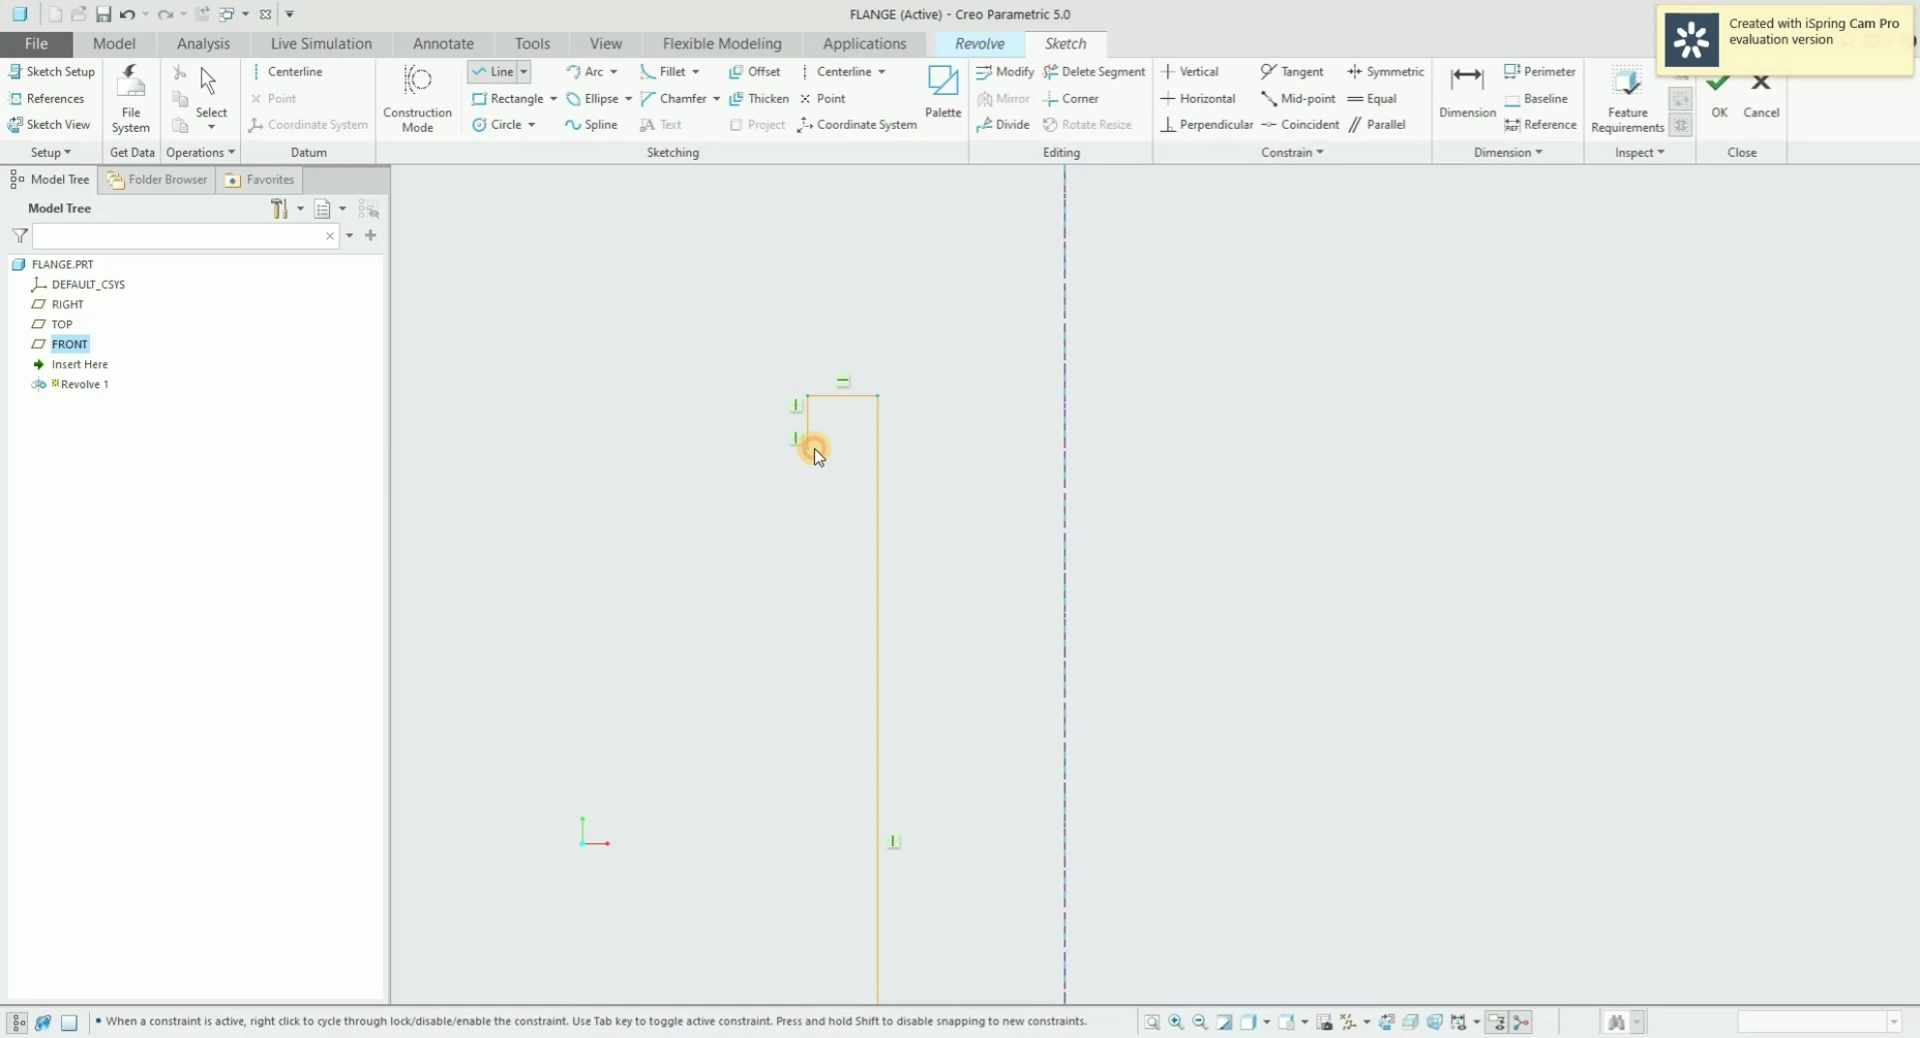 FLANGE (Active) - Creo Parametric 5.0
Created with iSpring Cam Pro
evaluation version
File Model Analysis Live Simulation Annotate Tools View Flexible Modeling Applications Revolve Sketch
Sketch Setup
References
Sketch View
Setup
File
System
Get Data
Select
Operations
Centerline
Point
Coordinate System
Datum
Construction
Mode
Line Arc Fillet Offset Centerline
Rectangle Ellipse Chamfer Thicken Point
Circle Spline Text Project Coordinate System
Palette
Sketching
Modify Delete Segment
Mirror Corner
Divide Rotate Resize
Editing
Vertical Tangent Symmetric
Horizontal Mid-point Equal
Perpendicular Coincident Parallel
Constrain
Dimension
Perimeter
Baseline
Reference
Dimension
Feature
Requirements
Inspect
OK Cancel
Close
Model Tree Folder Browser Favorites
Model Tree
FLANGE.PRT
DEFAULT_CSYS
RIGHT
TOP
FRONT
Insert Here
Revolve 1
• When a constraint is active, right click to cycle through lock/disable/enable the constraint. Use Tab key to toggle active constraint. Press and hold Shift to disable snapping to new constraints.